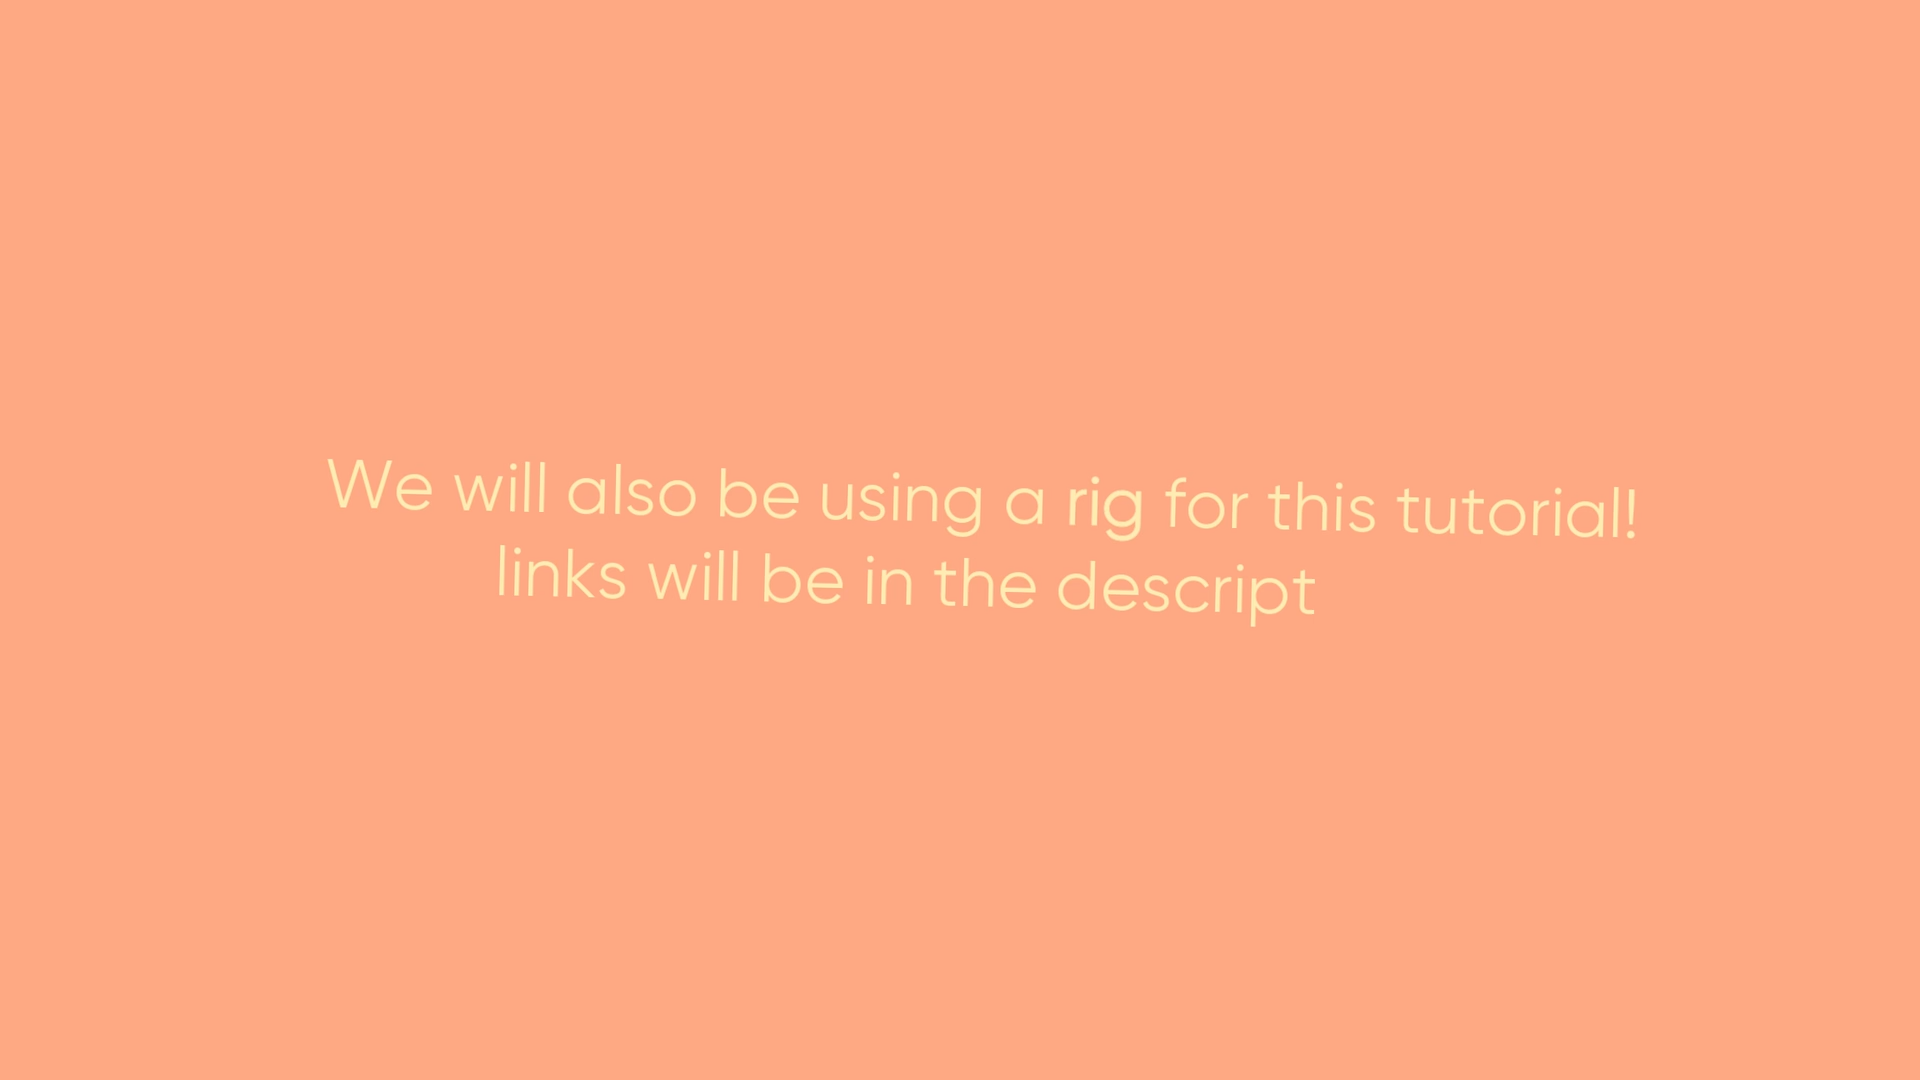 We will also be using a rig for this tutorial!
links will be in the descript